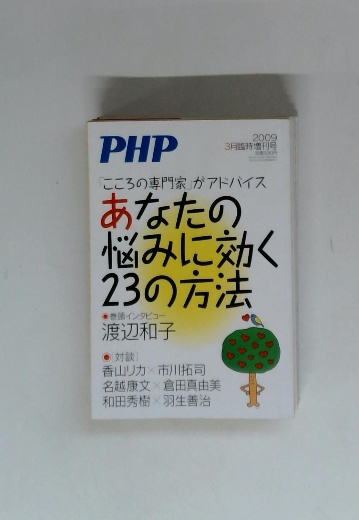 PHP
2009
3月臨時増刊号
「こころの専門家」がアドバイス
あなたの
悩みに効く
23の方法
●巻頭インタビュー
渡辺和子
●[対談]
香山リカ×市川拓司
名越康文×倉田真由美
和田秀樹×羽生善治